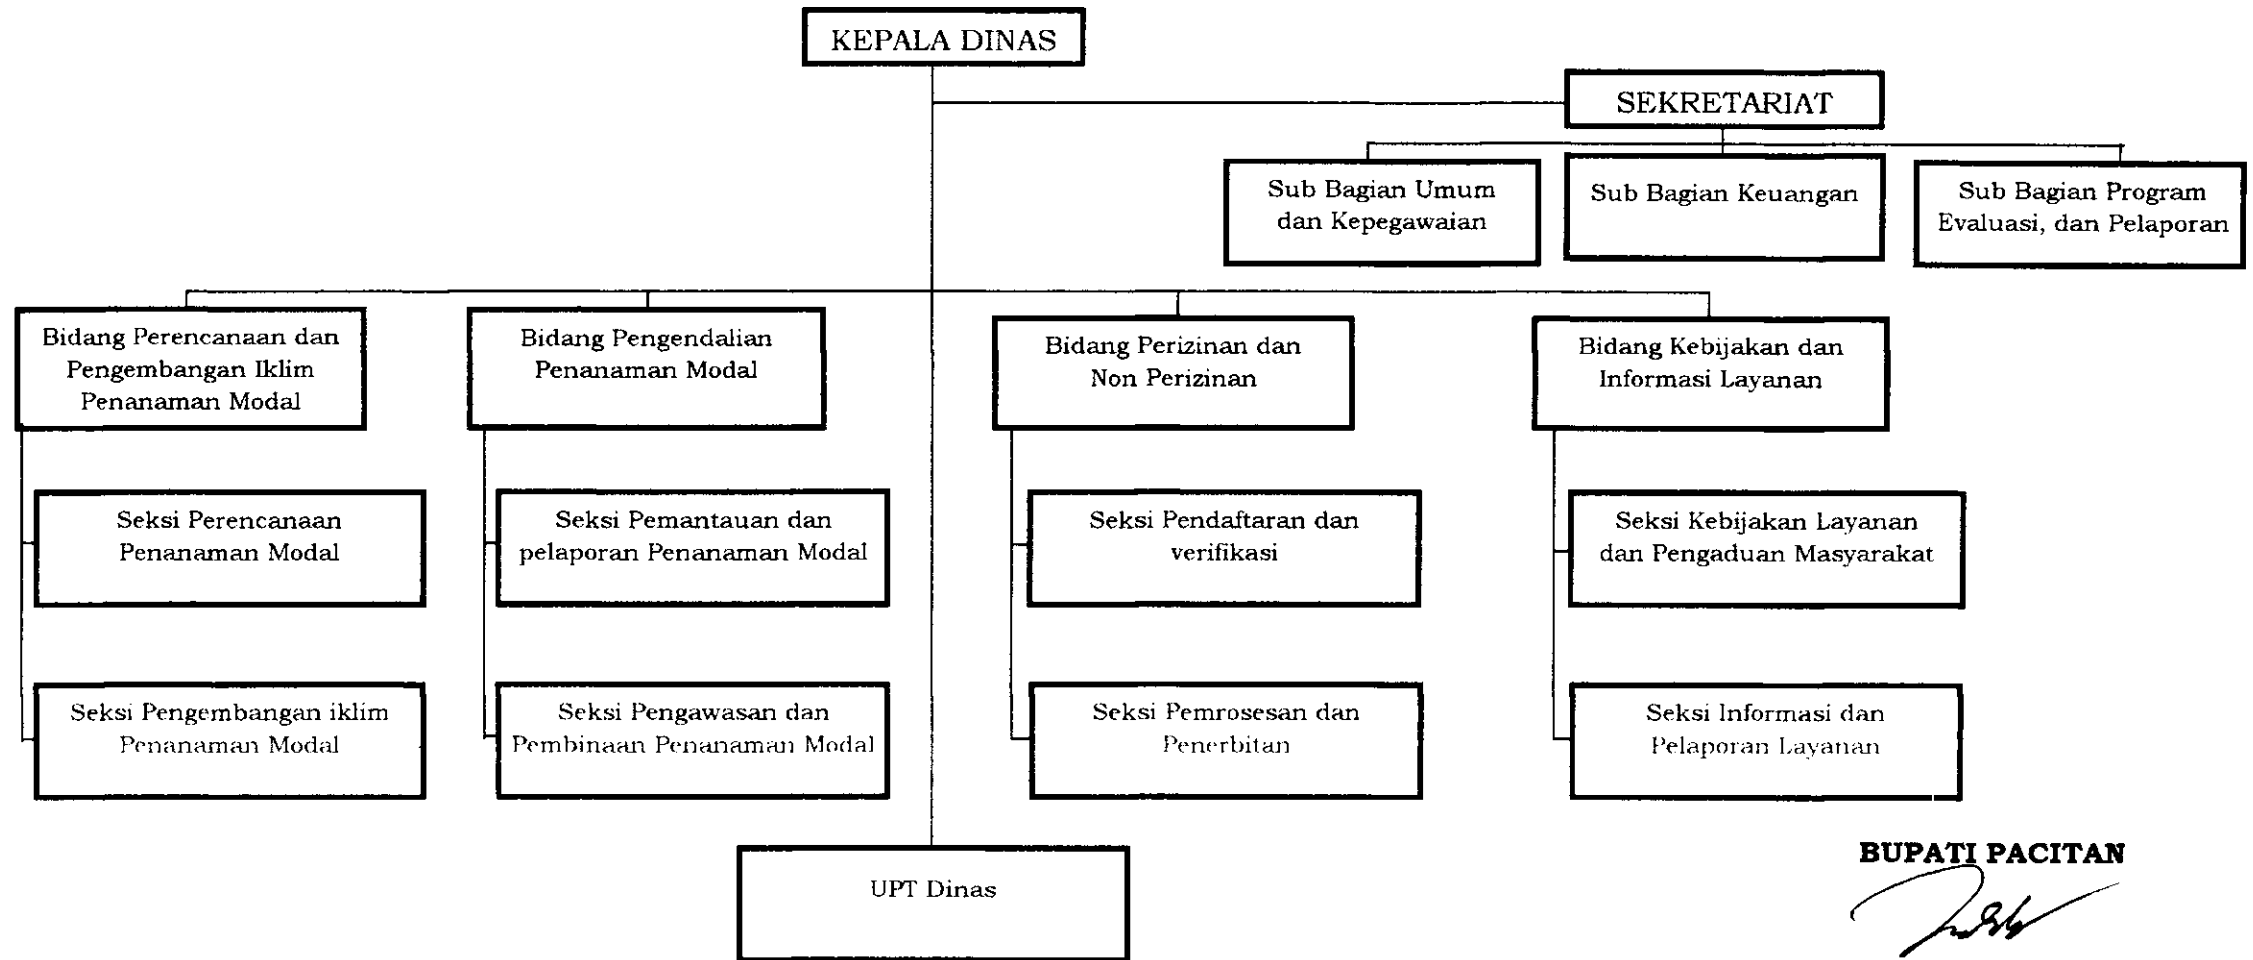 KEPALA DINAS
SEKRETARIAT
Sub Bagian Umum
dan Kepegawaian
Sub Bagian Keuangan
Sub Bagian Program
Evaluasi, dan Pelaporan
Bidang Perencanaan dan
Pengembangan Iklim
Penanaman Modal
Bidang Pengendalian
Penanaman Modal
Bidang Perizinan dan
Non Perizinan
Bidang Kebijakan dan
Informasi Layanan
Seksi Perencanaan
Penanaman Modal
Seksi Pemantauan dan
pelaporan Penanaman Modal
Seksi Pendaftaran dan
verifikasi
Seksi Kebijakan Layanan
dan Pengaduan Masyarakat
Seksi Pengembangan iklim
Penanaman Modal
Seksi Pengawasan dan
Pembinaan Penanaman Modal
Seksi Pemrosesan dan
Penerbitan
Seksi Informasi dan
Pelaporan Layanan
UPT Dinas
BUPATI PACITAN